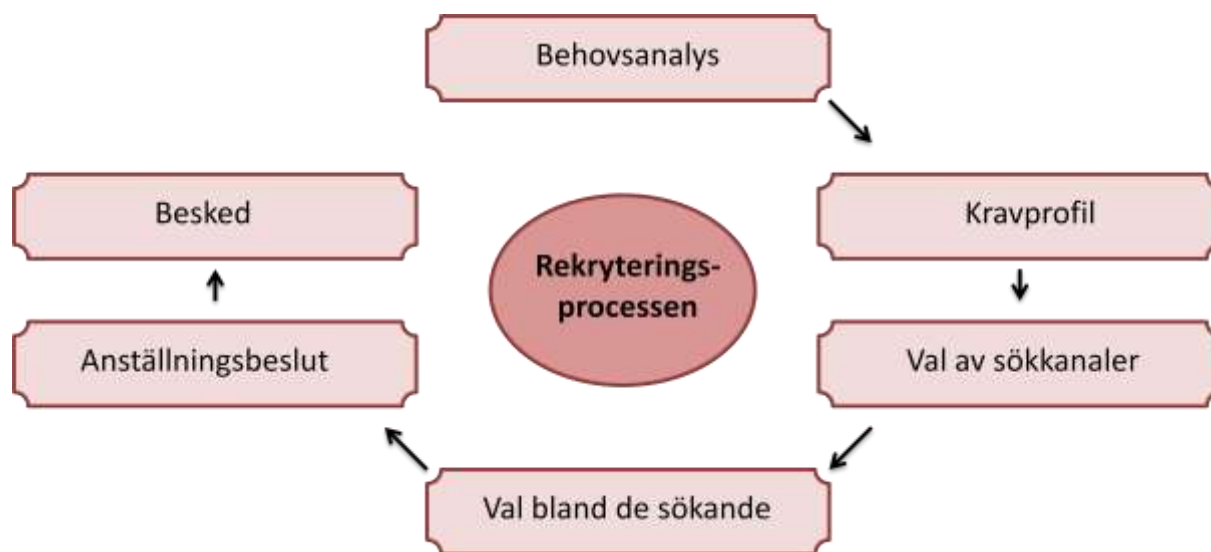 Behovsanalys
Besked
Kravprofil
Rekryterings-
processen
Anställningsbeslut
Val av sökkanaler
Val bland de sökande